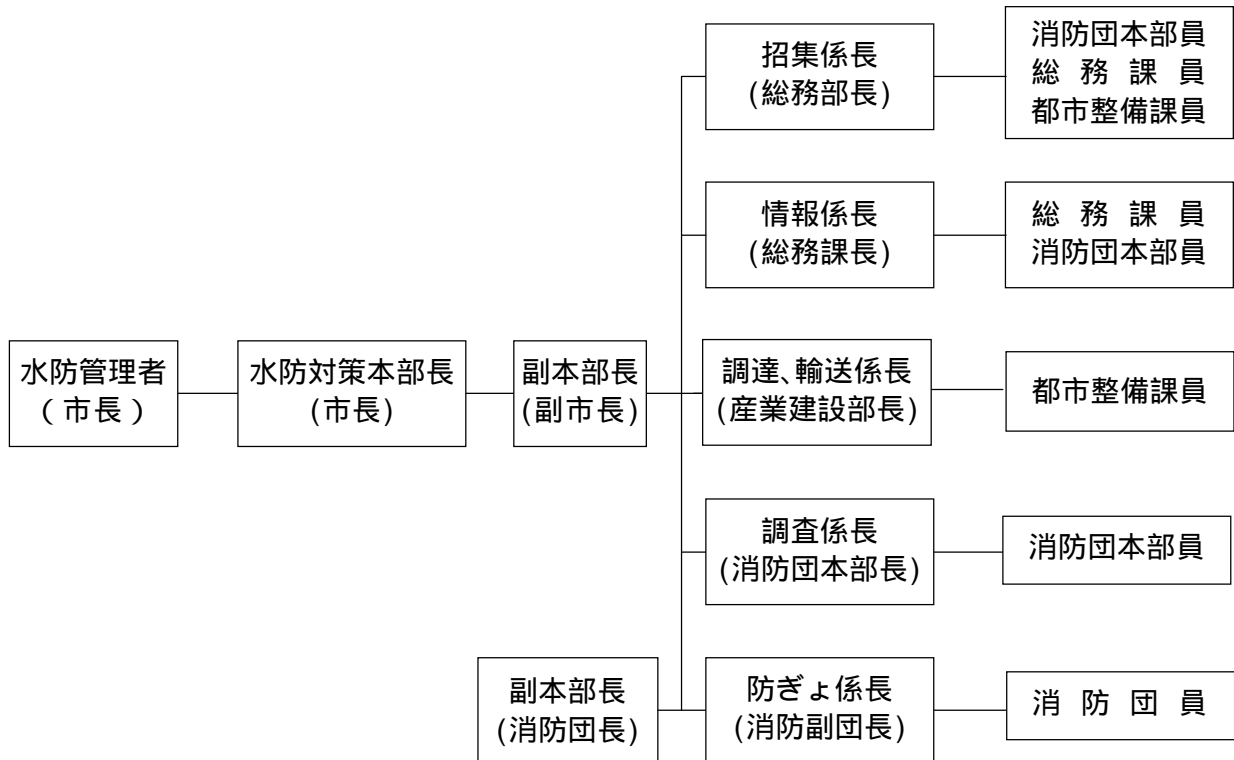 水防管理者
(市長)
水防対策本部長
(市長)
副本部長
(副市長)
副本部長
(消防団長)
招集係長
(総務部長)
消防団本部員
総務課員
都市整備課員
情報係長
(総務課長)
総務課員
消防団本部員
調達、輸送係長
(産業建設部長)
都市整備課員
調査係長
(消防団本部長)
消防団本部員
防ぎょ係長
(消防副団長)
消防団員